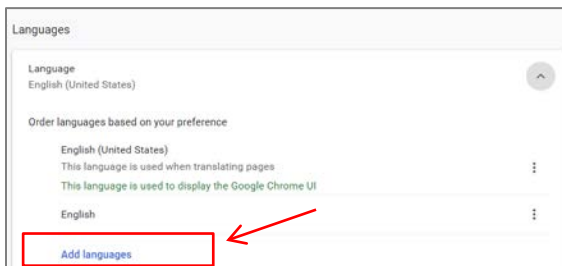 Languages
Language
English (United States)
Order languages based on your preference
English (United States)
This language is used when translating pages
This language is used to display the Google Chrome UI
English
Add languages